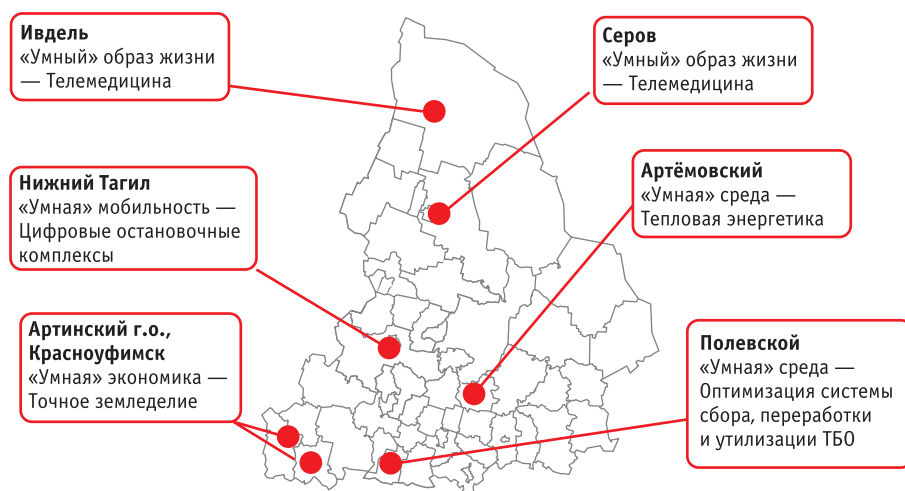 Ивдель
«Умный» образ жизни
— Телемедицина
Серов
«Умный» образ жизни
— Телемедицина
Нижний Тагил
«Умная» мобильность —
Цифровые остановочные
комплексы
Артёмовский
«Умная» среда —
Тепловая энергетика
Артинский г.о.,
Красноуфимск
«Умная» экономика —
Точное земледелие
Полевской
«Умная» среда —
Оптимизация системы
сбора, переработки
и утилизации ТБО